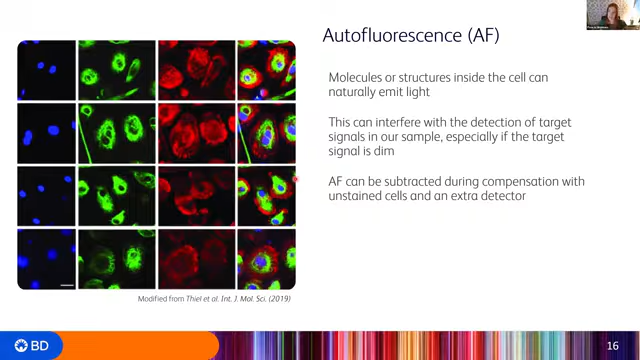 Autofluorescence (AF)
Molecules or structures inside the cell can
naturally emit light
This can interfere with the detection of target
signals in our sample, especially if the target
signal is dim
AF can be subtracted during compensation with
unstained cells and an extra detector
Modified from Thiel et al. Int. J. Mol. Sci. (2019)
BD
16